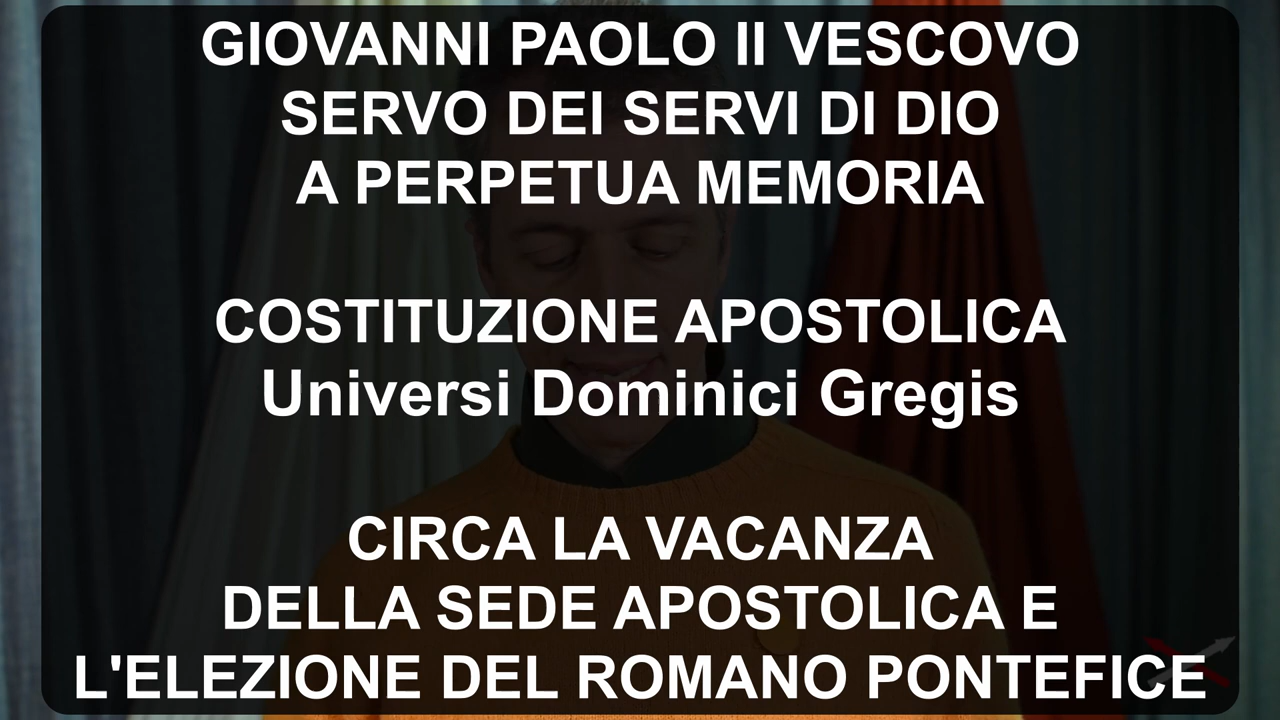 GIOVANNI PAOLO II VESCOVO
SERVO DEI SERVI DI DIO
A PERPETUA MEMORIA
COSTITUZIONE APOSTOLICA
Universi Dominici Gregis
CIRCA LA VACANZA
DELLA SEDE APOSTOLICA E
L'ELEZIONE DEL ROMANO PONTEFICE